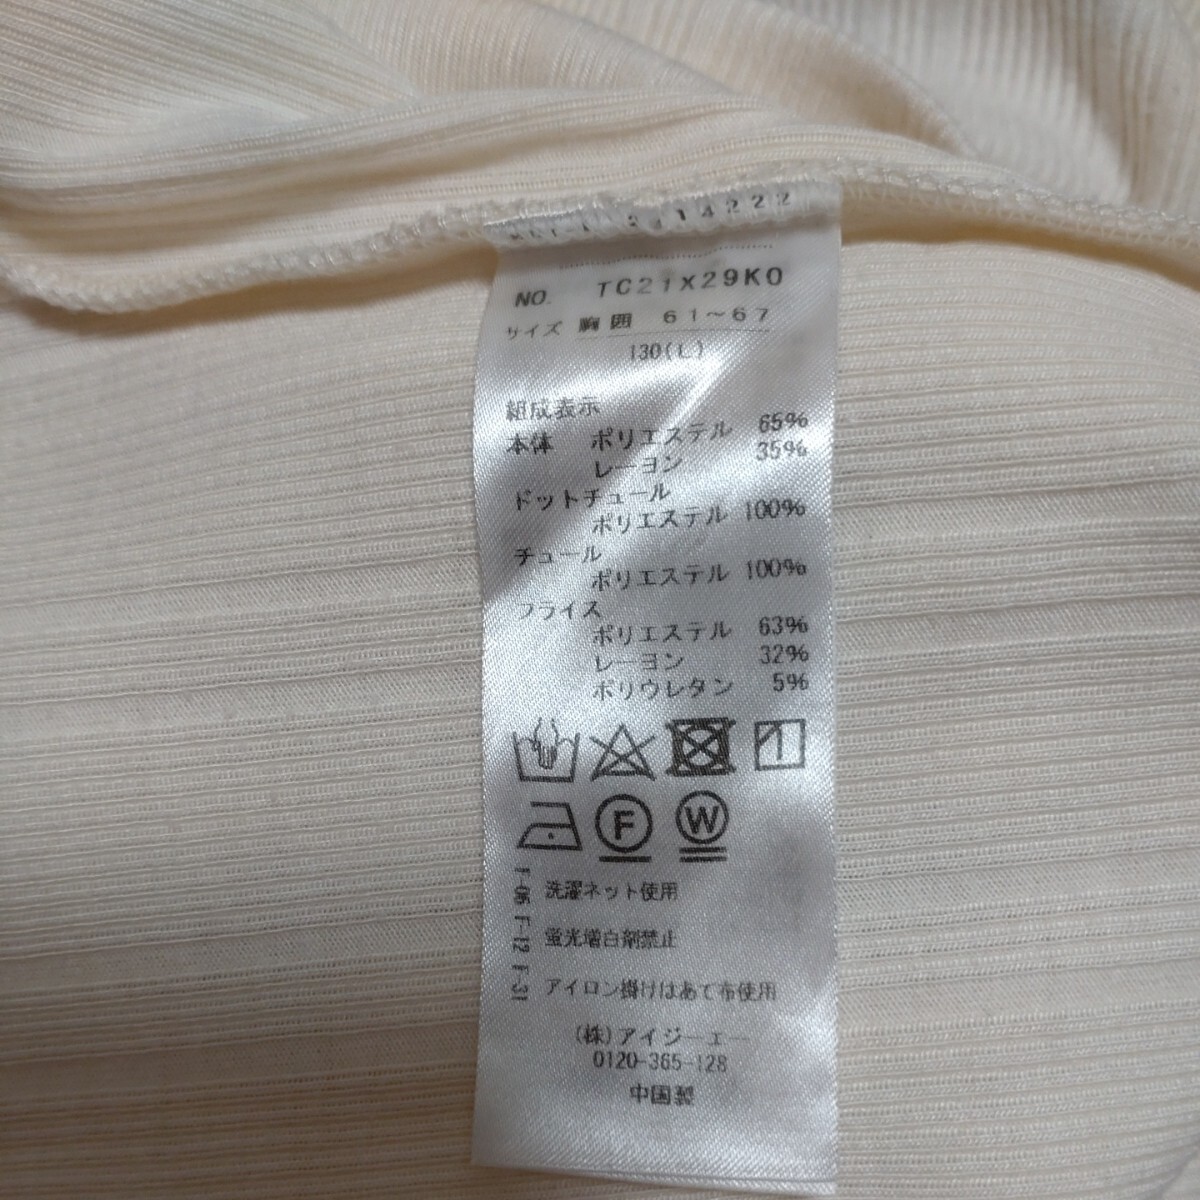 14222
NO. TC21X29K0
サイズ 胸囲 61~67
130(L)
組成表示
本体 ポリエステル 65%
レーヨン 35%
ドットチュール
ポリエステル 100%
チュール
ポリエステル 100%
フライス
ポリエステル 63%
レーヨン 32%
ポリウレタン 5%
F W
洗濯ネット使用
蛍光増白剤禁止
アイロン掛けはあて布使用
F-06 F-12 F-31
(株)アイジーエー
0120-365-128
中国製